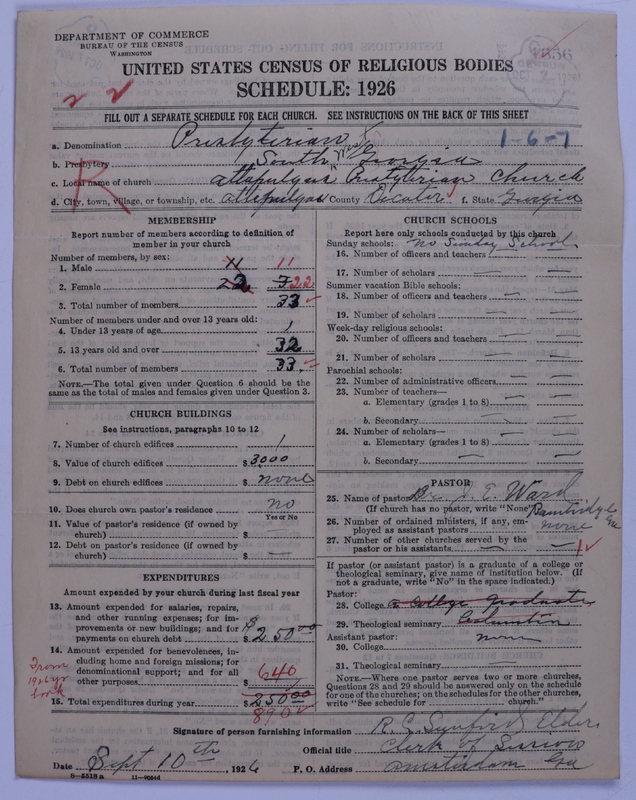 DEPARTMENT OF COMMERCE
BUREAU OF THE CENSUS
WASHINGTON
UNITED STATES CENSUS OF RELIGIOUS BODIES
SCHEDULE: 1926
2 2
FILL OUT A SEPARATE SCHEDULE FOR EACH CHURCH. SEE INSTRUCTIONS ON THE BACK OF THIS SHEET
a. Denomination Presbyterian 1-6-7
b. Presbytery South Georgia
R
c. Local name of church Attapulgus Presbyterian Church
d. City, town, village, or township, etc. Attapulgus County Decatur f. State Georgia
MEMBERSHIP
Report number of members according to definition of
member in your church
Number of members, by sex:
1. Male 11 11
2. Female 22 22
3. Total number of members 33
Number of members under and over 13 years old:
4. Under 13 years of age 1
5. 13 years old and over 32
6. Total number of members 33
NOTE.—The total given under Question 6 should be the
same as the total of males and females given under Question 3.
CHURCH BUILDINGS
See instructions, paragraphs 10 to 12
7. Number of church edifices 1
8. Value of church edifices $ 3000
9. Debt on church edifices $ none
10. Does church own pastor's residence no
Yes or No
11. Value of pastor's residence (if owned by
church) $
12. Debt on pastor's residence (if owned by
church) $ —
EXPENDITURES
Amount expended by your church during last fiscal year
13. Amount expended for salaries, repairs,
and other running expenses; for im-
provements or new buildings; and for
payments on church debt $ 250.00
14. Amount expended for benevolences, in-
cluding home and foreign missions; for
denominational support; and for all
other purposes $ 640
From
1926 yr
book
15. Total expenditures during year $ 250.00
890
CHURCH SCHOOLS
Report here only schools conducted by this church
Sunday schools: no Sunday School
16. Number of officers and teachers
17. Number of scholars — —
Summer vacation Bible schools:
18. Number of officers and teachers — —
19. Number of scholars — —
Week-day religious schools:
20. Number of officers and teachers — —
21. Number of scholars — —
Parochial schools:
22. Number of administrative officers — —
23. Number of teachers—
a. Elementary (grades 1 to 8) — —
b. Secondary — —
24. Number of scholars—
a. Elementary (grades 1 to 8) — —
b. Secondary — —
PASTOR
25. Name of pastor J. E. Ward
(If church has no pastor, write "None") Bainbridge Ga
26. Number of ordained ministers, if any, em-
ployed as assistant pastors none
27. Number of other churches served by the
pastor or his assistants — 1
If pastor (or assistant pastor) is a graduate of a college or
theological seminary, give name of institution below. (If
not a graduate, write "No" in the space indicated.)
Pastor:
28. College a College graduate
29. Theological seminary Columbia
Assistant pastor: none
30. College
31. Theological seminary —
NOTE.—Where one pastor serves two or more churches,
Questions 28 and 29 should be answered only on the schedule
for one of the churches; on the schedules for the other churches,
write "See schedule for church."
Signature of person furnishing information Elder
Official title Clerk of Session
Date Sept 10th, 1926 P. O. Address Amsterdam Ga
8—5518a 11—9044d